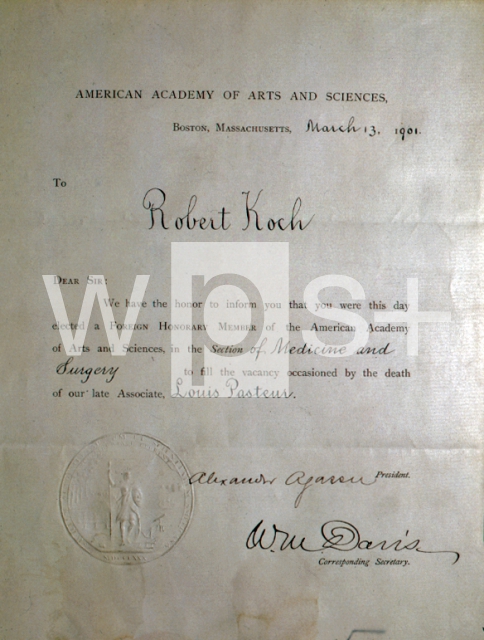 AMERICAN ACADEMY OF ARTS AND SCIENCES,
BOSTON, MASSACHUSETTS, March 13, 1901.
To
Robert Koch
DEAR SIR:
We have the honor to inform you that you were this day
elected a FOREIGN HONORARY MEMBER of the American Academy
of Arts and Sciences, in the Section of Medicine and
Surgery to fill the vacancy occasioned by the death
of our late Associate, Louis Pasteur.
wps+
Alexander Agassiz President.
Wm Davis
Corresponding Secretary.